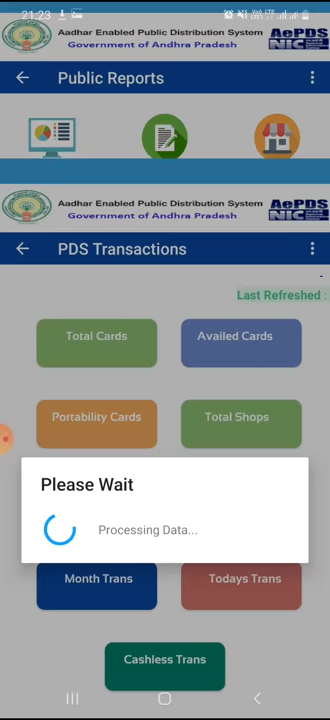 21:23
Aadhar Enabled Public Distribution System
Government of Andhra Pradesh
AePDS
NIC
Public Reports
Aadhar Enabled Public Distribution System
Government of Andhra Pradesh
AePDS
NIC
PDS Transactions
-
Last Refreshed :
Total Cards
Availed Cards
Portability Cards
Total Shops
Please Wait
Processing Data...
Month Trans
Todays Trans
Cashless Trans